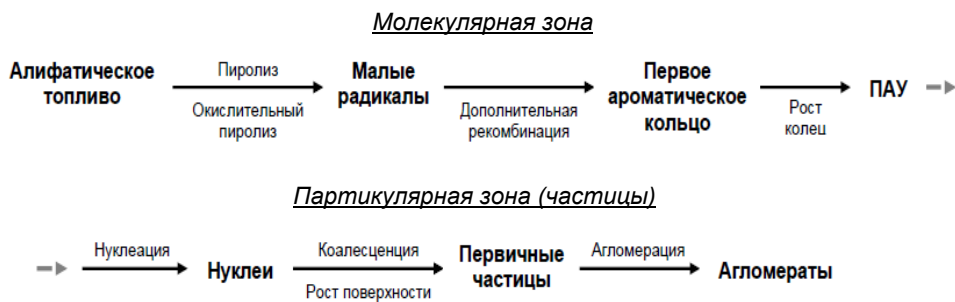 Молекулярная зона
Алифатическое
топливо
Пиролиз
Окислительный
пиролиз
Малые
радикалы
Дополнительная
рекомбинация
Первое
ароматическое
кольцо
Рост
колец
ПАУ
Партикулярная зона (частицы)
Нуклеация
Нуклеи
Коалесценция
Рост поверхности
Первичные
частицы
Агломерация
Агломераты